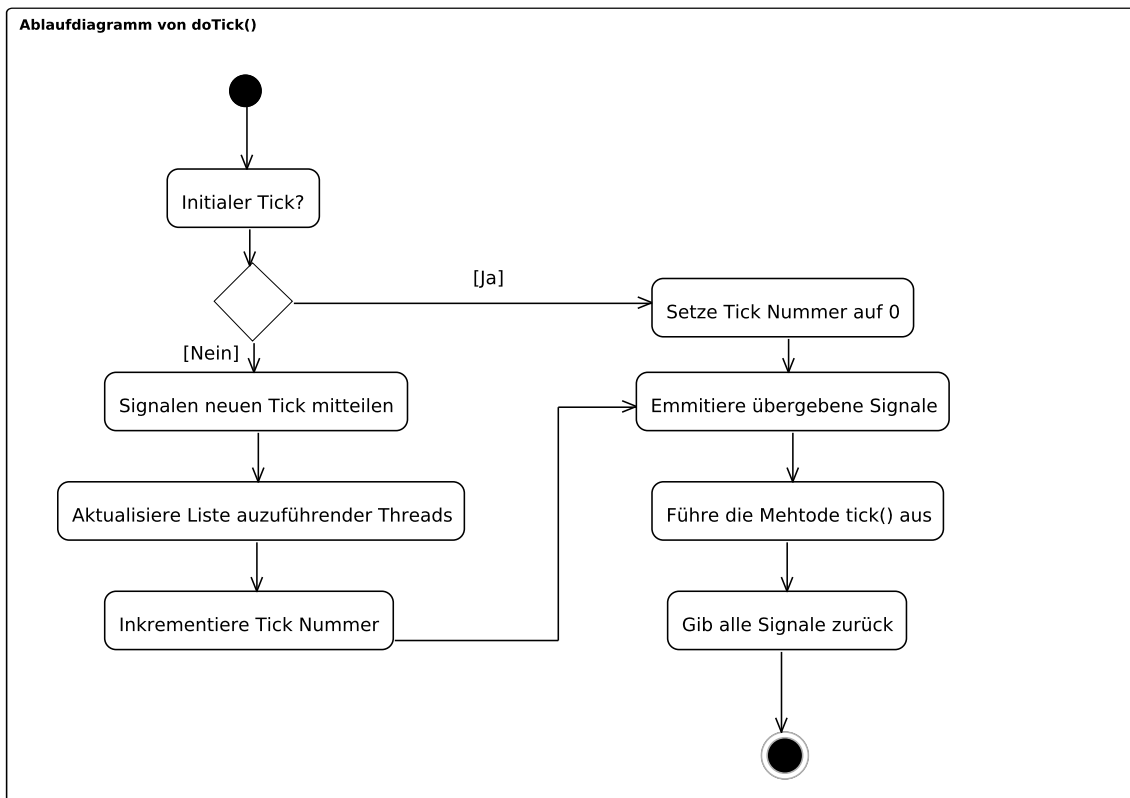 Ablaufdiagramm von doTick()
Initialer Tick?
[Ja]
Setze Tick Nummer auf 0
[Nein]
Signalen neuen Tick mitteilen
Emmitiere übergebene Signale
Aktualisiere Liste auzuführender Threads
Führe die Mehtode tick() aus
Inkrementiere Tick Nummer
Gib alle Signale zurück